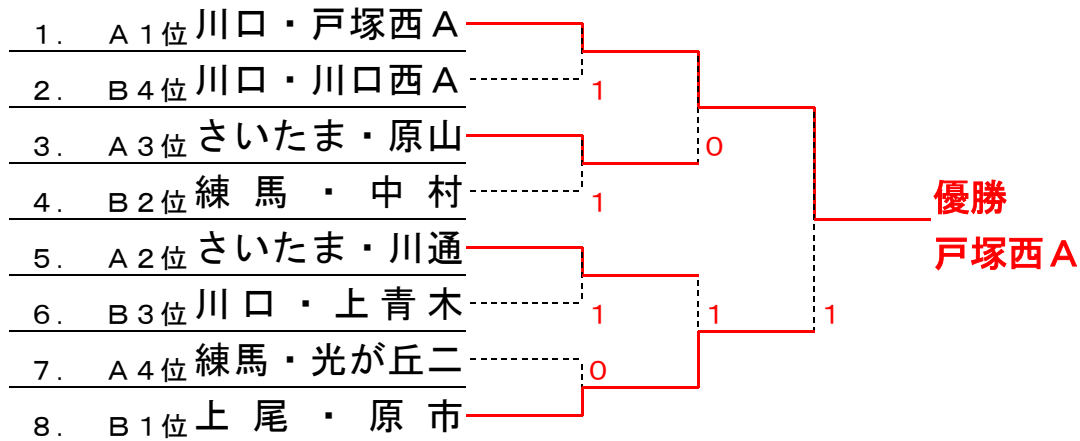 1. A1位 川口・戸塚西A
2. B4位 川口・川口西A
1
3. A3位 さいたま・原山
0
4. B2位 練馬・中村
1
優勝
5. A2位 さいたま・川通
戸塚西A
6. B3位 川口・上青木
1 1 1
7. A4位 練馬・光が丘二
0
8. B1位 上尾・原市